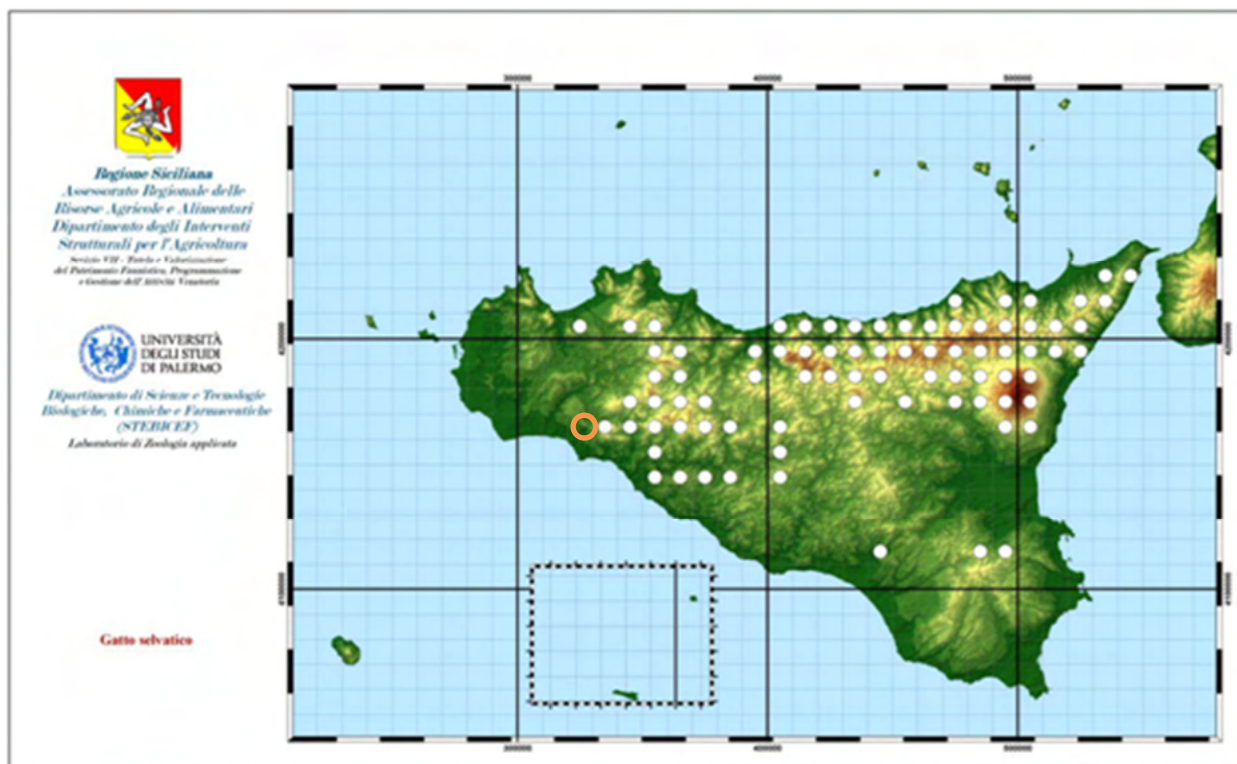 Regione Siciliana
Assessorato Regionale delle
Risorse Agricole e Alimentari
Dipartimento degli Interventi
Strutturali per l'Agricoltura
Servizio VII - Tutela e Valorizzazione
del Patrimonio Faunistico, Programmazione
e Gestione dell'Attività Venatoria
UNIVERSITÀ
DEGLI STUDI
DI PALERMO
Dipartimento di Scienze e Tecnologie
Biologiche, Chimiche e Farmaceutiche
(STEBICEF)
Laboratorio di Zoologia applicata
Gatto selvatico
300000 400000 500000
300000 400000 500000